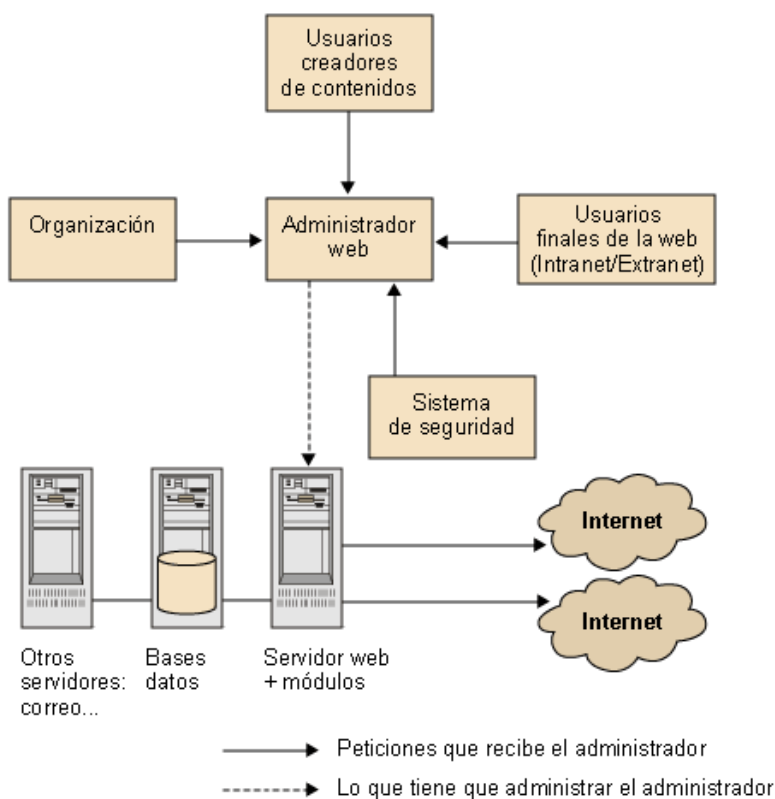 Usuarios
creadores
de contenidos
Organización
Administrador
web
Usuarios
finales de la web
(Intranet/Extranet)
Sistema
de seguridad
Internet
Internet
Otros
servidores:
correo...
Bases
datos
Servidor web
+ módulos
Peticiones que recibe el administrador
Lo que tiene que administrar el administrador